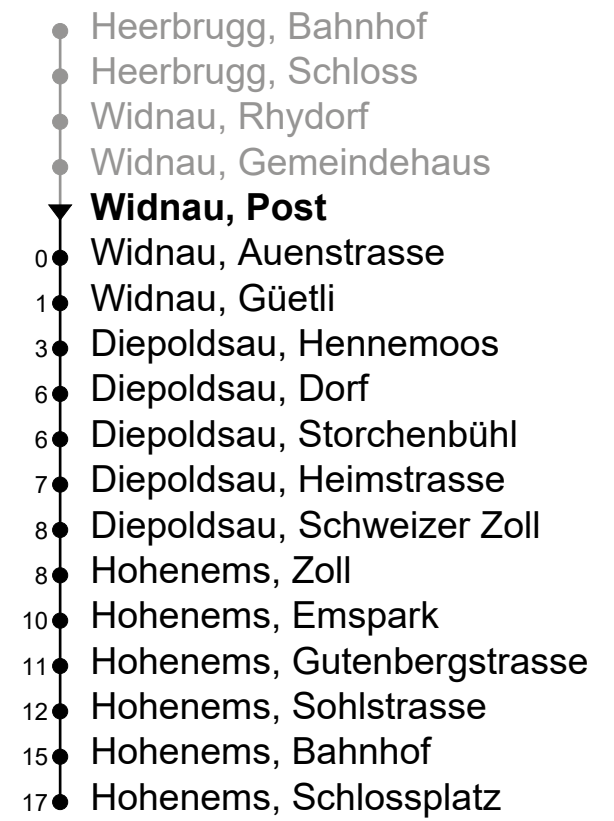 Heerbrugg, Bahnhof
Heerbrugg, Schloss
Widnau, Rhydorf
Widnau, Gemeindehaus
Widnau, Post
0 Widnau, Auenstrasse
1 Widnau, Güetli
3 Diepoldsau, Hennemoos
6 Diepoldsau, Dorf
6 Diepoldsau, Storchenbühl
7 Diepoldsau, Heimstrasse
8 Diepoldsau, Schweizer Zoll
8 Hohenems, Zoll
10 Hohenems, Emspark
11 Hohenems, Gutenbergstrasse
12 Hohenems, Sohlstrasse
15 Hohenems, Bahnhof
17 Hohenems, Schlossplatz